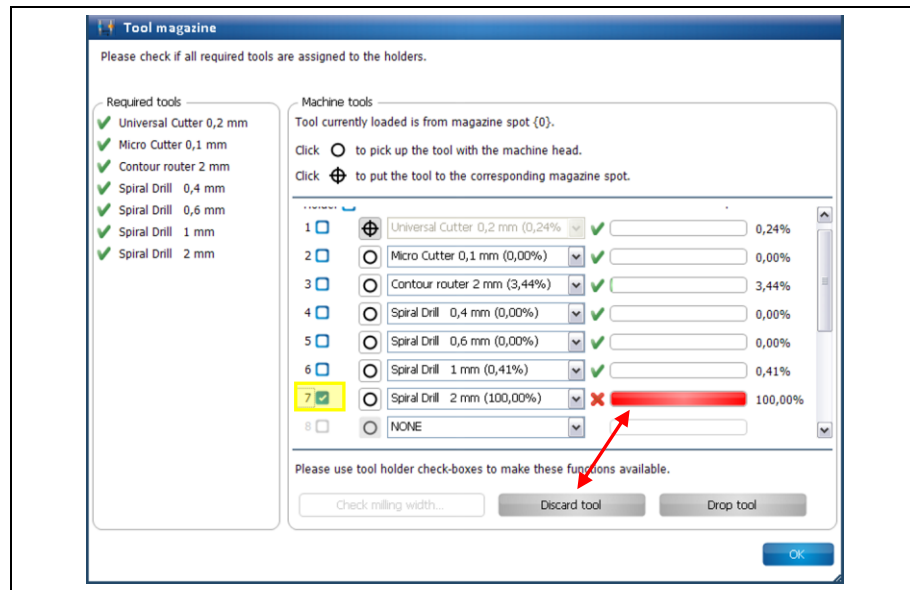 Tool magazine
Please check if all required tools are assigned to the holders.
Required tools
Universal Cutter 0,2 mm
Micro Cutter 0,1 mm
Contour router 2 mm
Spiral Drill 0,4 mm
Spiral Drill 0,6 mm
Spiral Drill 1 mm
Spiral Drill 2 mm
Machine tools
Tool currently loaded is from magazine spot {0}.
Click to pick up the tool with the machine head.
Click to put the tool to the corresponding magazine spot.
1 Universal Cutter 0,2 mm (0,24% 0,24%
2 Micro Cutter 0,1 mm (0,00%) 0,00%
3 Contour router 2 mm (3,44%) 3,44%
4 Spiral Drill 0,4 mm (0,00%) 0,00%
5 Spiral Drill 0,6 mm (0,00%) 0,00%
6 Spiral Drill 1 mm (0,41%) 0,41%
7 Spiral Drill 2 mm (100,00%) 100,00%
8 NONE
Please use tool holder check-boxes to make these functions available.
Check milling width... Discard tool Drop tool
OK